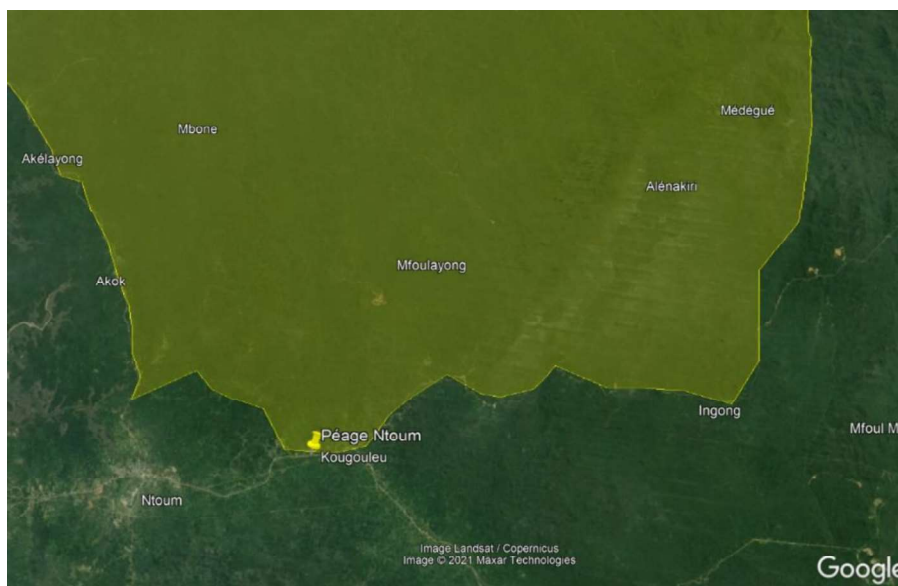 Médégué
Mbone
Akélayong
Alénakiri
Mfoulayong
Akok
Ingong
Mfoul M
Péage Ntoum
Kougouleu
Ntoum
Image Landsat / Copernicus
Image © 2021 Maxar Technologies
Google